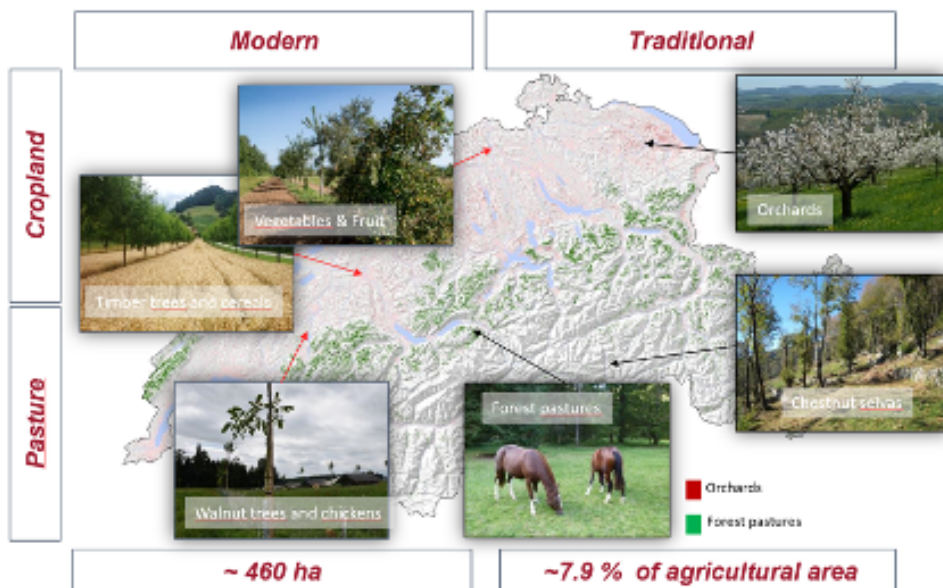 Modern
Traditional
Cropland
Pasture
Vegetables & Fruit
Orchards
Timber trees and cereals
Chestnut selvas
Forest pastures
Walnut trees and chickens
Orchards
Forest pastures
~ 460 ha
~7.9 % of agricultural area